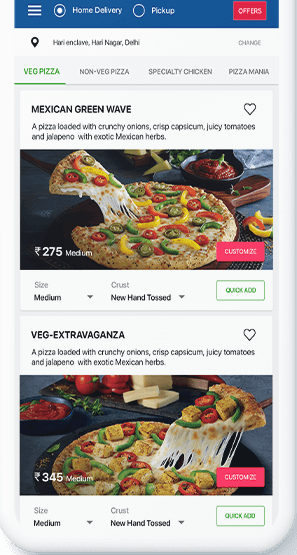 Home Delivery Pickup OFFERS
Hari enclave, Hari Nagar, Delhi CHANGE
VEG PIZZA NON-VEG PIZZA SPECIALTY CHICKEN PIZZA MANIA
MEXICAN GREEN WAVE
A pizza loaded with crunchy onions, crisp capsicum, juicy tomatoes
and jalapeno with exotic Mexican herbs.
₹ 275 Medium CUSTOMIZE
Size Crust
Medium New Hand Tossed QUICK ADD
VEG-EXTRAVAGANZA
A pizza loaded with crunchy onions, crisp capsicum, juicy tomatoes
and jalapeno with exotic Mexican herbs.
₹ 345 Medium CUSTOMIZE
Size Crust
Medium New Hand Tossed QUICK ADD